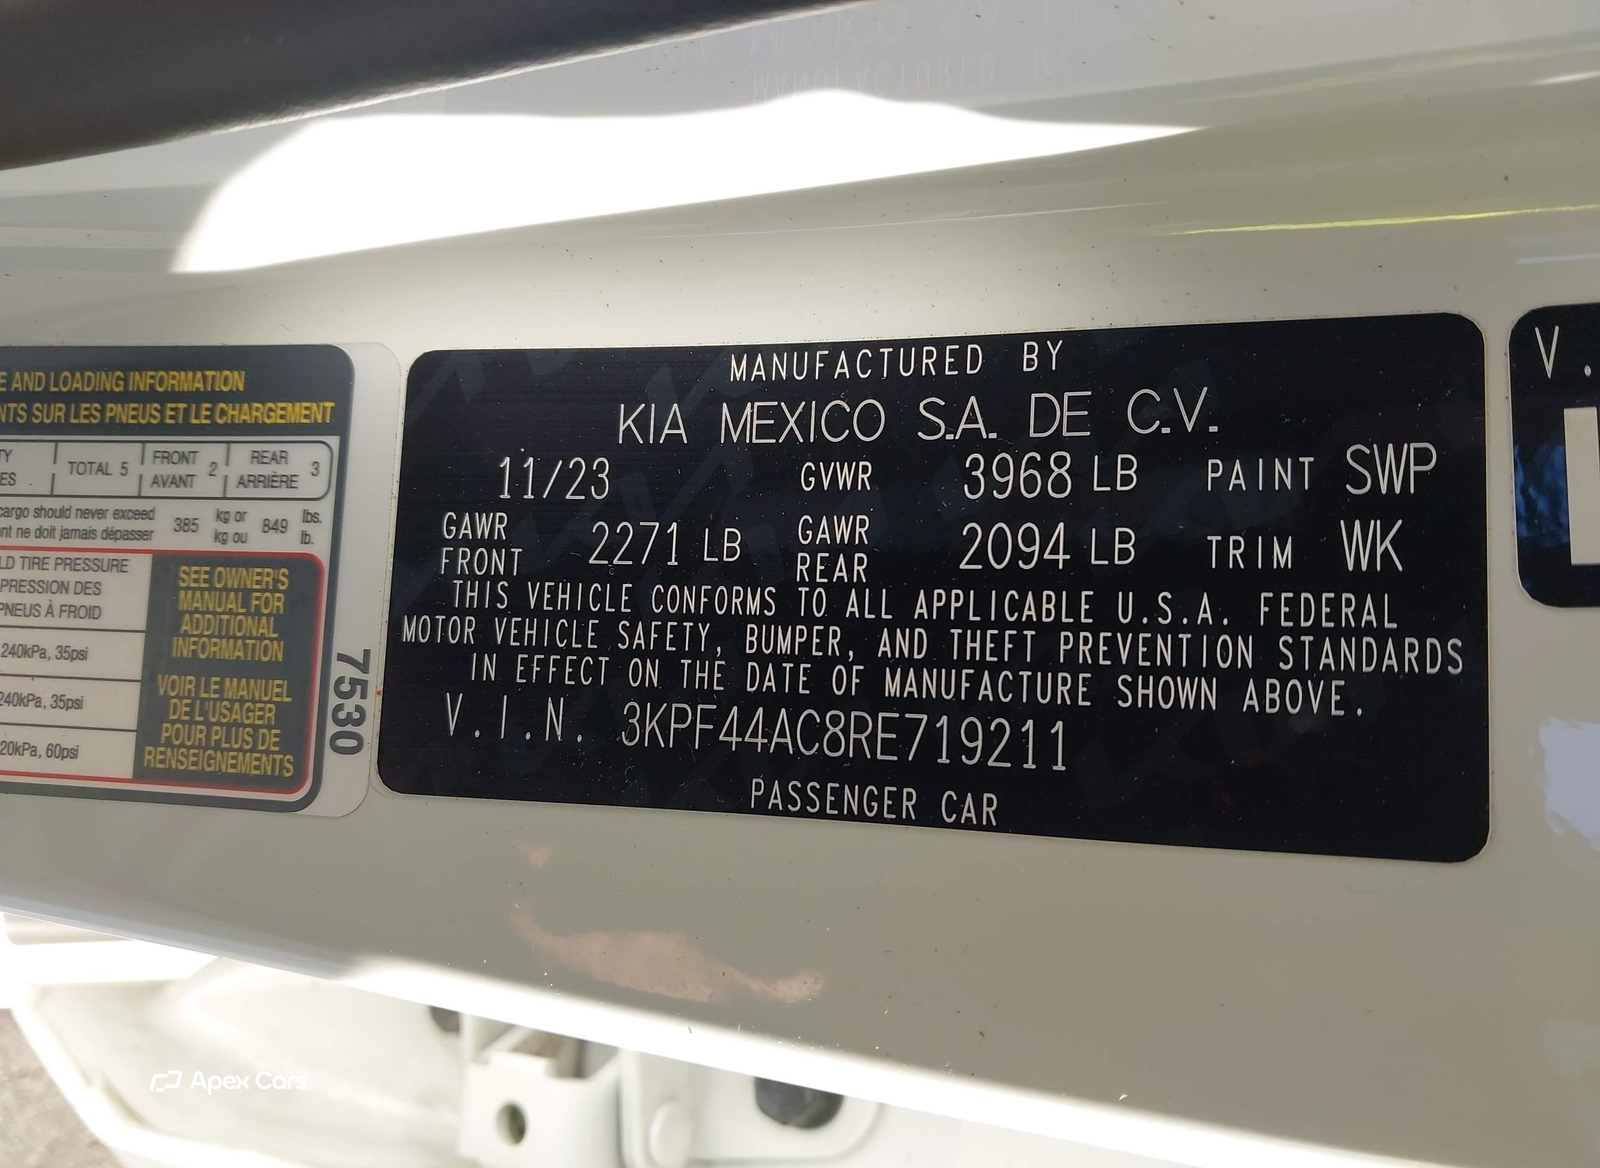 E AND LOADING INFORMATION
NTS SUR LES PNEUS ET LE CHARGEMENT
TY
ES
TOTAL 5
FRONT
AVANT 2
REAR
ARRIÈRE 3
cargo should never exceed 385 kg or 849 lbs.
nt ne doit jamais dépasser kg ou lb.
LD TIRE PRESSURE
PRESSION DES
PNEUS À FROID
240kPa, 35psi
240kPa, 35psi
20kPa, 60psi
SEE OWNER'S
MANUAL FOR
ADDITIONAL
INFORMATION
VOIR LE MANUEL
DE L'USAGER
POUR PLUS DE
RENSEIGNEMENTS
7530
MANUFACTURED BY
KIA MEXICO S.A. DE C.V.
11/23 GVWR 3968 LB PAINT SWP
GAWR FRONT 2271 LB GAWR REAR 2094 LB TRIM WK
THIS VEHICLE CONFORMS TO ALL APPLICABLE U.S.A. FEDERAL
MOTOR VEHICLE SAFETY, BUMPER, AND THEFT PREVENTION STANDARDS
IN EFFECT ON THE DATE OF MANUFACTURE SHOWN ABOVE.
V.I.N. 3KPF44AC8RE719211
PASSENGER CAR
V.
Apex Cars